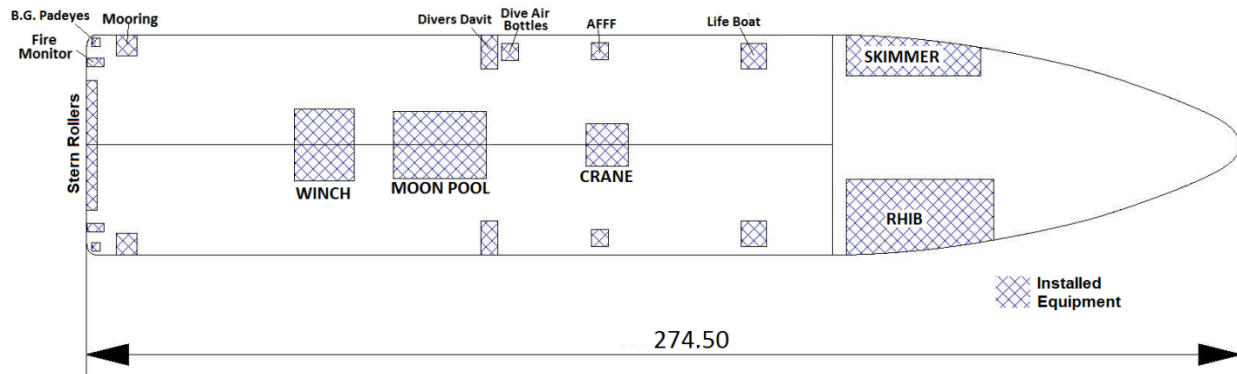 B.G. Padeyes
Mooring
Fire
Monitor
Divers Davit
Dive Air
Bottles
AFFF
Life Boat
SKIMMER
Stern Rollers
WINCH
MOON POOL
CRANE
RHIB
Installed
Equipment
274.50